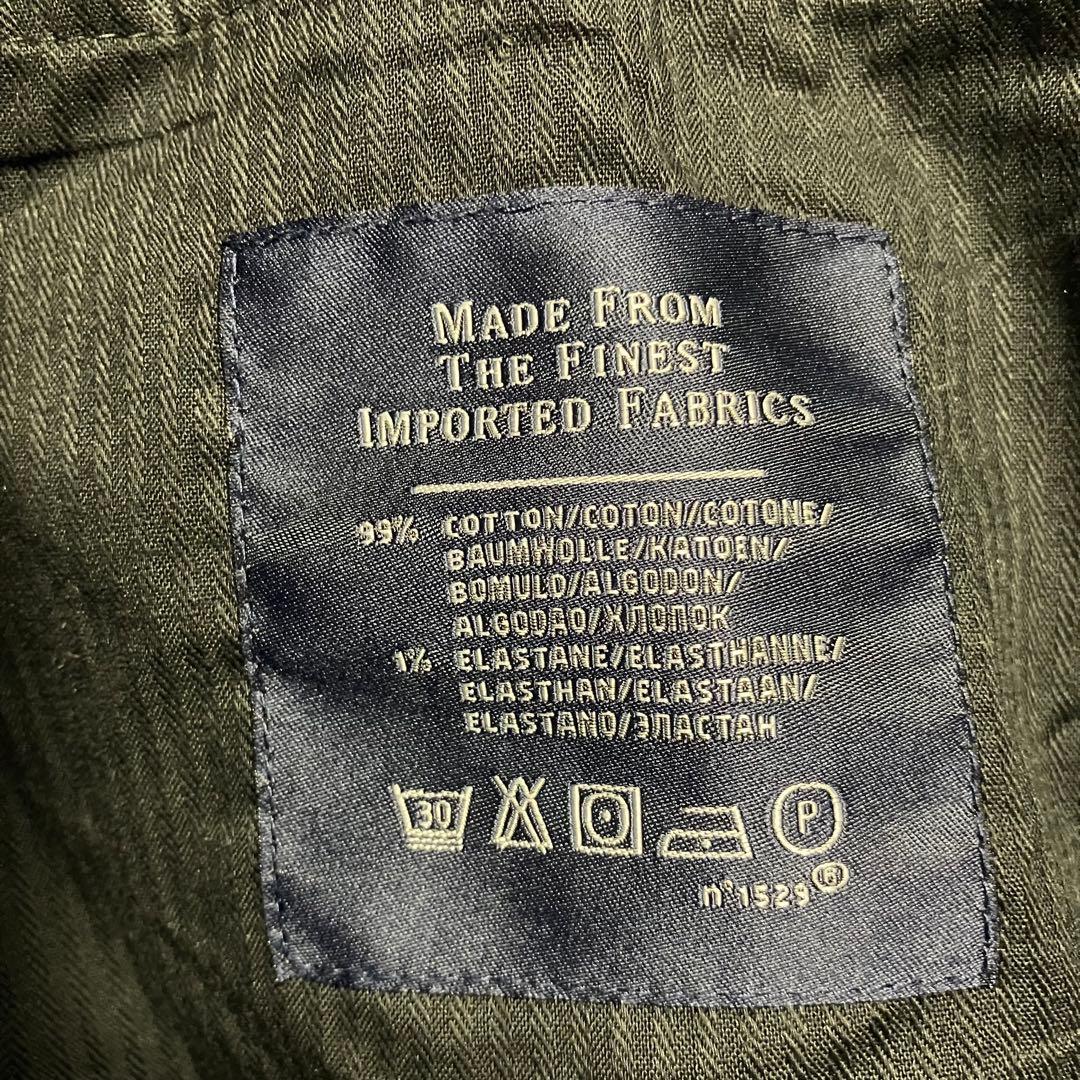 MADE FROM
THE FINEST
IMPORTED FABRICS
99% COTTON/COTON//COTONE/
BAUMWOLLE/KATOEN/
BOMULD/ALGODON/
ALGODAO/ХЛОПОК
1% ELASTANE/ELASTHANNE/
ELASTHAN/ELASTAAN/
ELASTANO/ЭЛАСТАН
30 P
n° 1529 ®